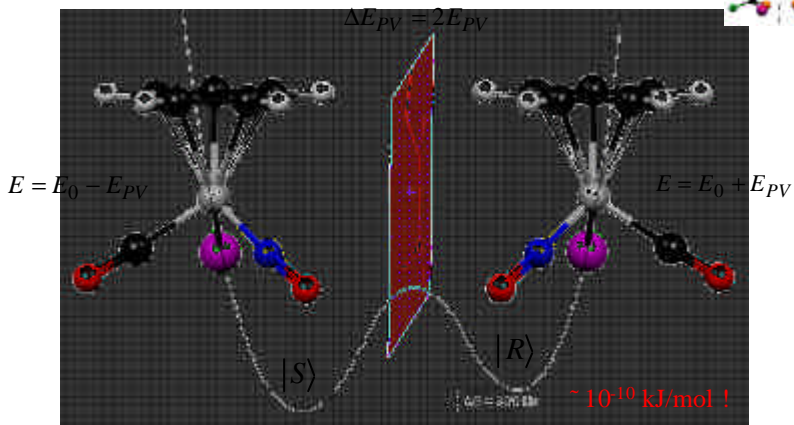 ΔE_PV = 2E_PV
E = E_0 − E_PV
E = E_0 + E_PV
|S⟩
|R⟩
~ 10^-10 kJ/mol !